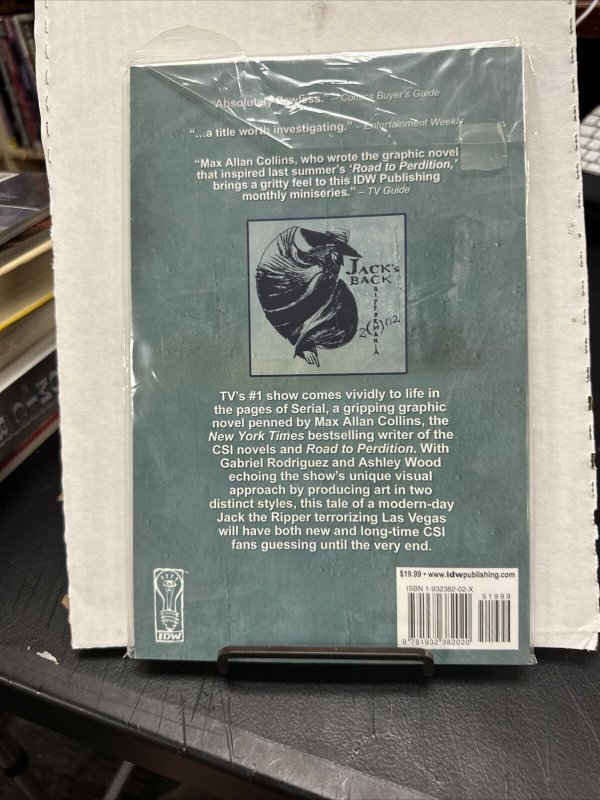 "Absolutely flawless." – Comics Buyer's Guide
"...a title worth investigating." – Entertainment Weekly
"Max Allan Collins, who wrote the graphic novel
that inspired last summer's 'Road to Perdition,'
brings a gritty feel to this IDW Publishing
monthly miniseries." – TV Guide
JACK'S
BACK
RIPPERMANIA
2002
TV's #1 show comes vividly to life in
the pages of Serial, a gripping graphic
novel penned by Max Allan Collins, the
New York Times bestselling writer of the
CSI novels and Road to Perdition. With
Gabriel Rodriguez and Ashley Wood
echoing the show's unique visual
approach by producing art in two
distinct styles, this tale of a modern-day
Jack the Ripper terrorizing Las Vegas
will have both new and long-time CSI
fans guessing until the very end.
$19.99 • www.idwpublishing.com
ISBN 1-932382-02-X
51999
9 781932 382020
IDW